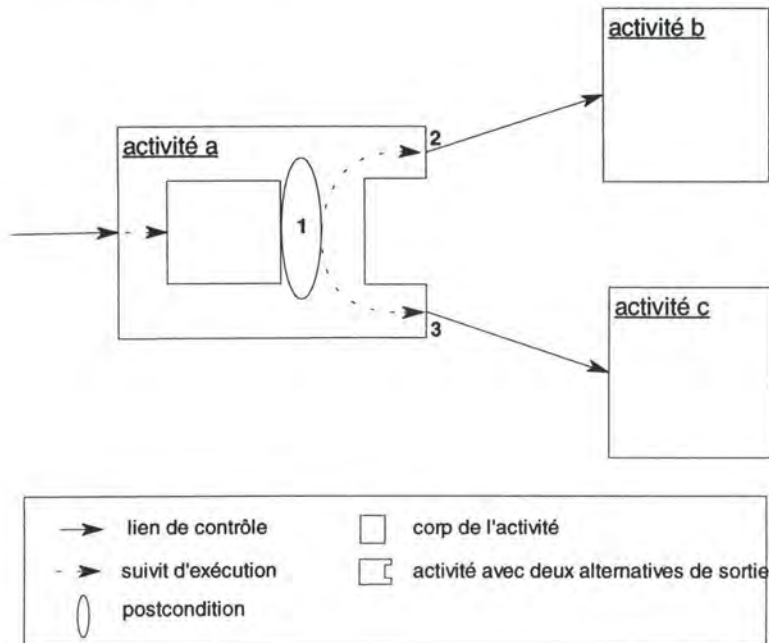 activité b
2
activité a
1
3
activité c
lien de contrôle
corp de l'activité
suivit d'exécution
activité avec deux alternatives de sortie
postcondition